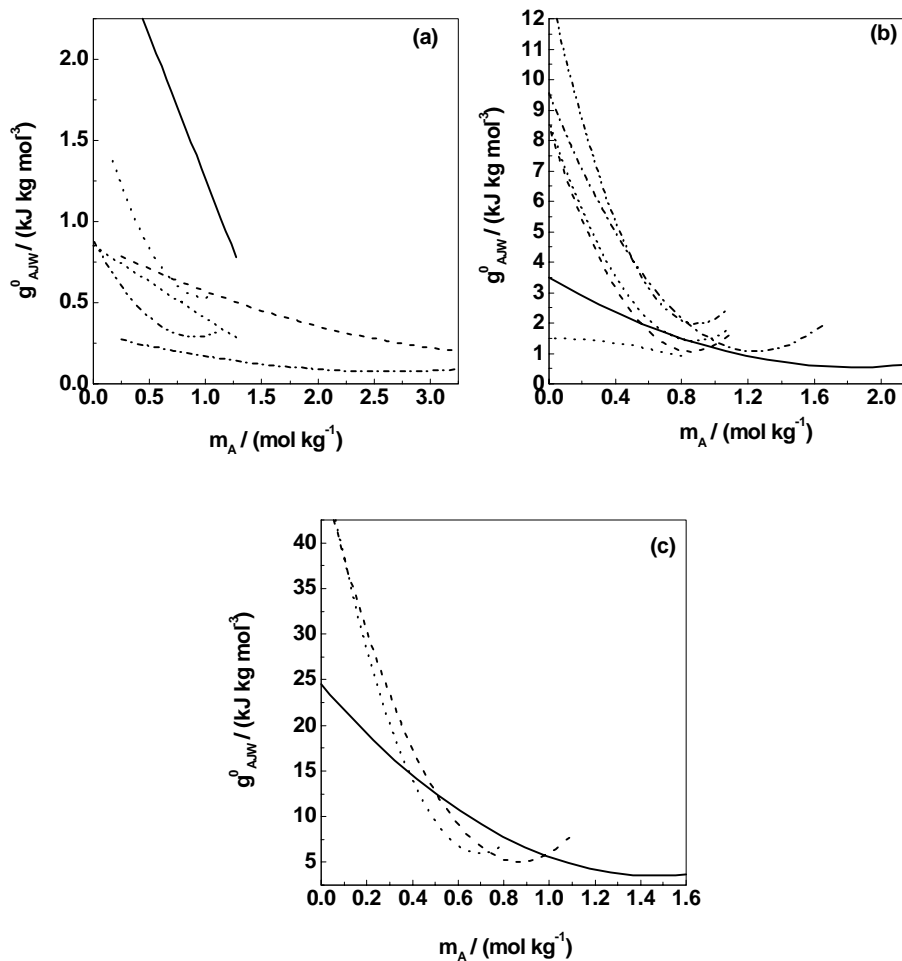 (a)
g⁰AJW / (kJ kg mol⁻³)
2.0
1.5
1.0
0.5
0.0
0.0 0.5 1.0 1.5 2.0 2.5 3.0
mA / (mol kg⁻¹)
(b)
g⁰AJW / (kJ kg mol⁻³)
12
11
10
9
8
7
6
5
4
3
2
1
0
0.0 0.4 0.8 1.2 1.6 2.0
mA / (mol kg⁻¹)
(c)
g⁰AJW / (kJ kg mol⁻³)
40
35
30
25
20
15
10
5
0.0 0.2 0.4 0.6 0.8 1.0 1.2 1.4 1.6
mA / (mol kg⁻¹)